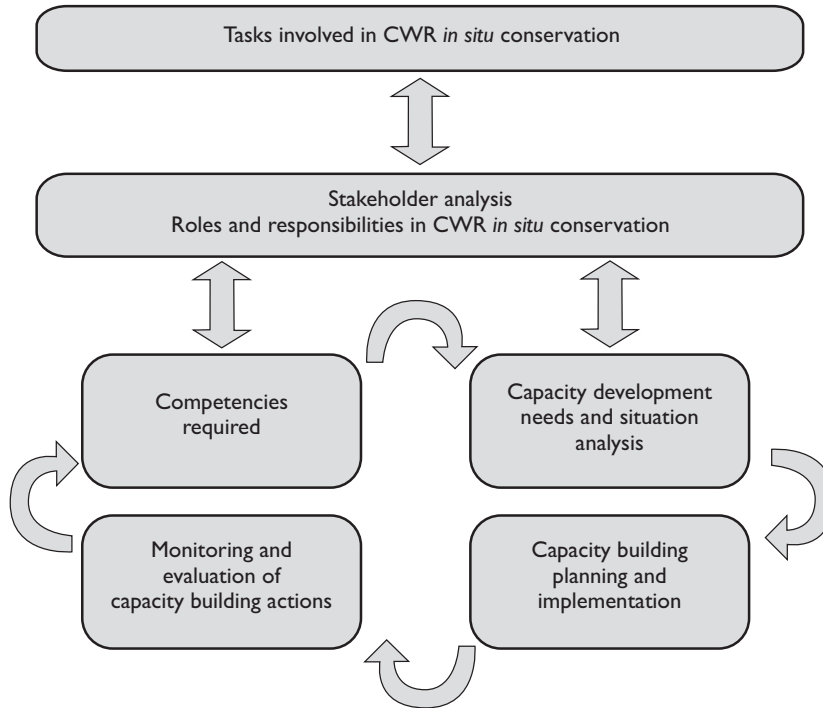 Tasks involved in CWR in situ conservation
Stakeholder analysis
Roles and responsibilities in CWR in situ conservation
Competencies
required
Capacity development
needs and situation
analysis
Monitoring and
evaluation of
capacity building actions
Capacity building
planning and
implementation